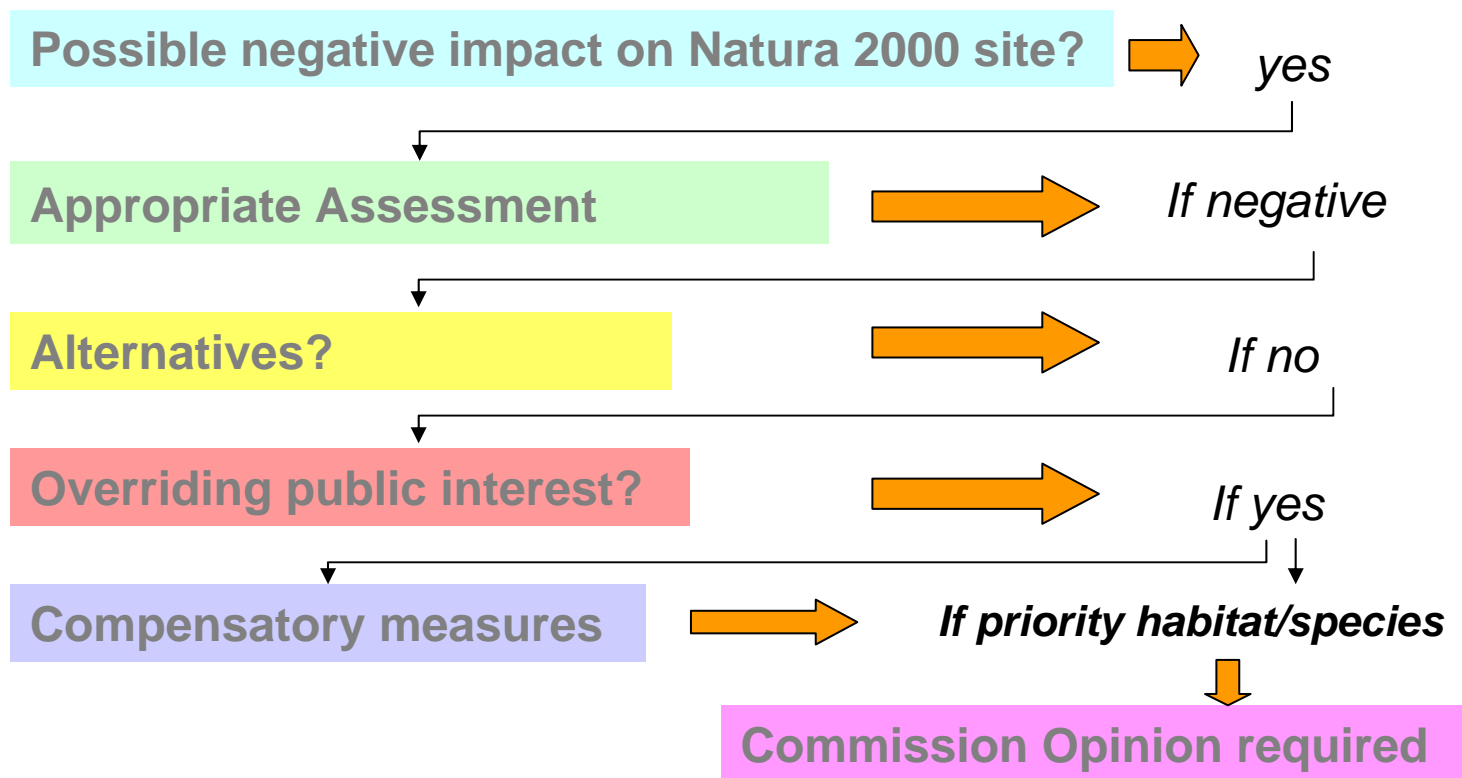 Possible negative impact on Natura 2000 site?
yes
Appropriate Assessment
If negative
Alternatives?
If no
Overriding public interest?
If yes
Compensatory measures
If priority habitat/species
Commission Opinion required